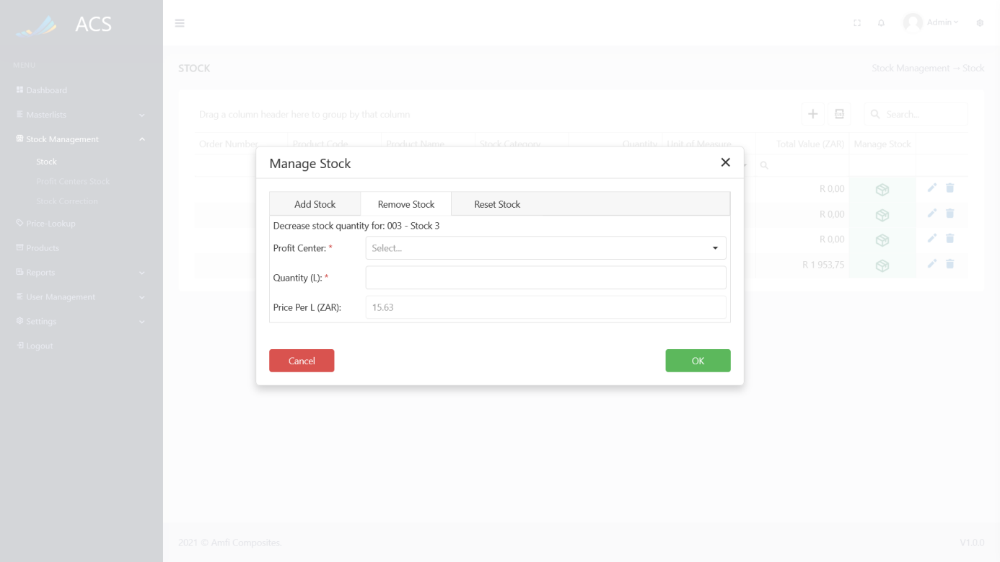 ACS
Admin
MENU
STOCK
Stock Management → Stock
Dashboard
Masterlists
Stock Management
Stock
Profit Centers Stock
Stock Correction
Price-Lookup
Products
Reports
User Management
Settings
Logout
Drag a column header here to group by that column
Search...
Order Number Product Code Product Name Stock Category Quantity Unit of Measure Total Value (ZAR) Manage Stock
R 0,00
R 0,00
R 0,00
R 1 953,75
Manage Stock
Add Stock Remove Stock Reset Stock
Decrease stock quantity for: 003 - Stock 3
Profit Center: * Select...
Quantity (L): *
Price Per L (ZAR): 15.63
Cancel OK
2021 © Amfi Composites. V1.0.0